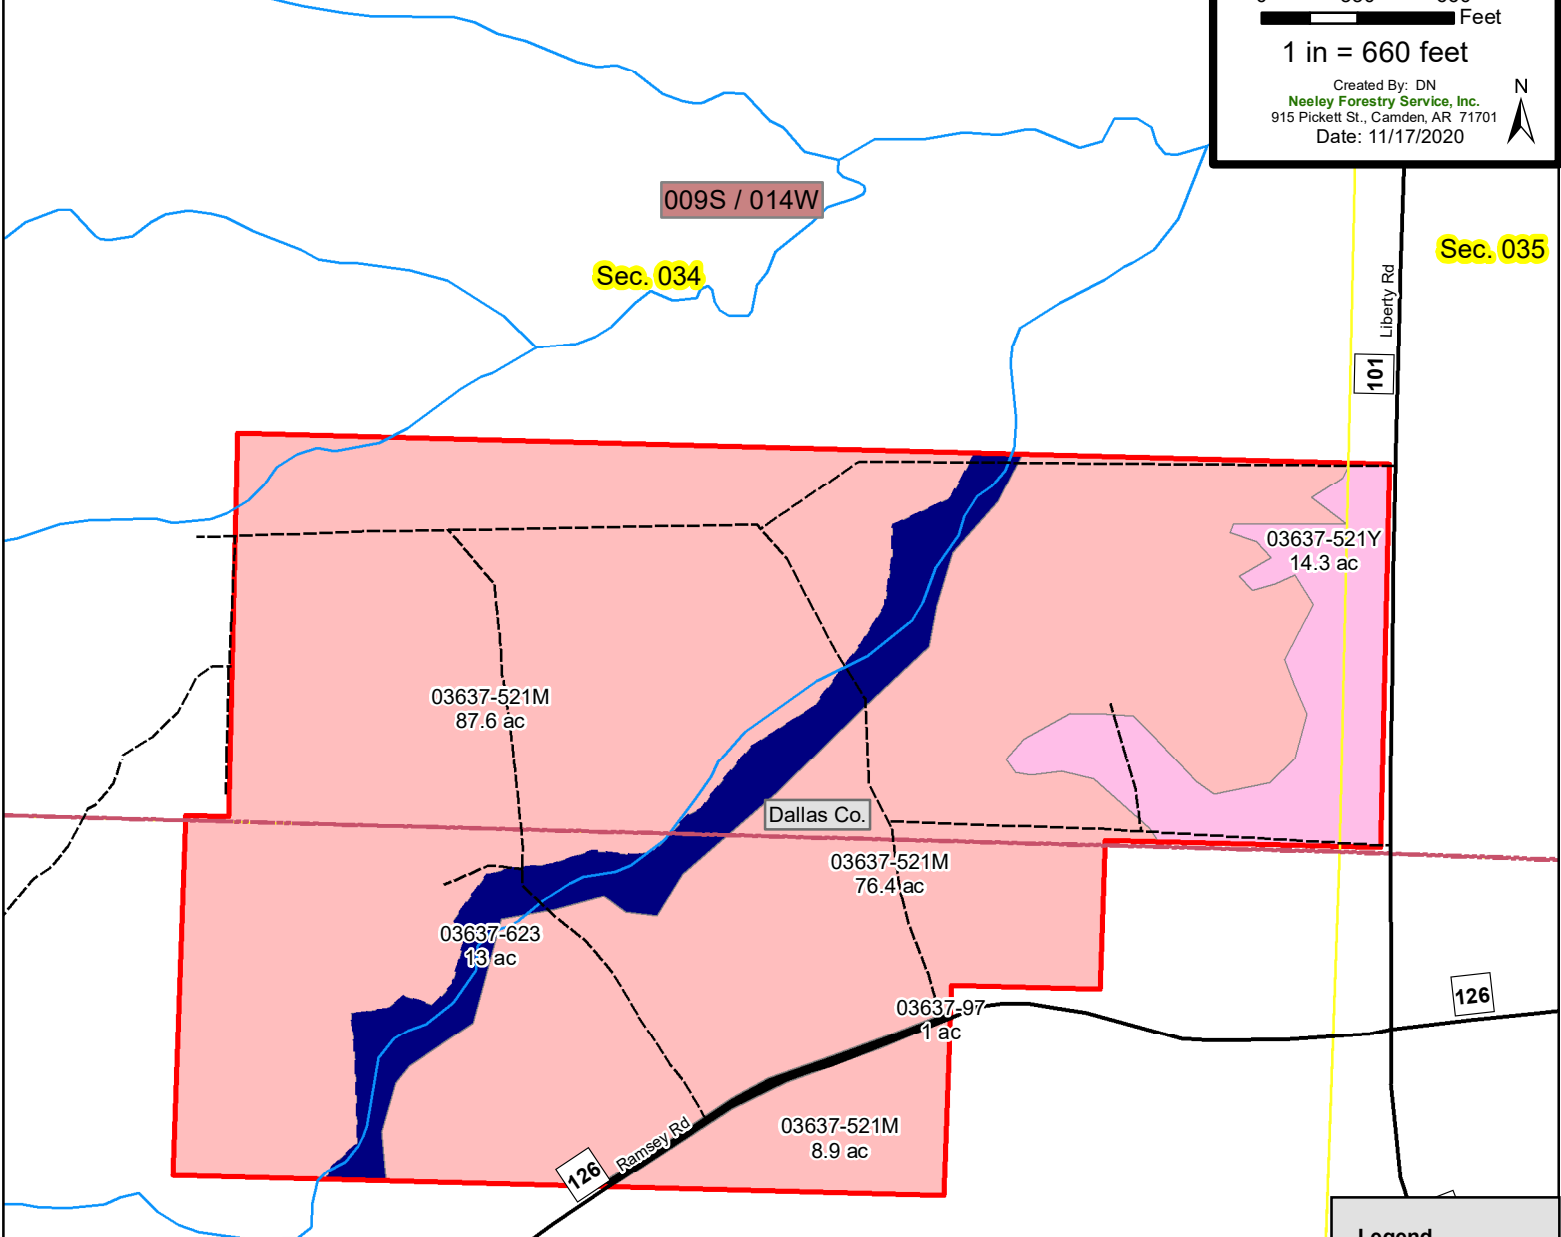 Feet
1 in = 660 feet
Created By: DN
Neeley Forestry Service, Inc.
915 Pickett St., Camden, AR 71701
Date: 11/17/2020
N
009S / 014W
Sec. 034
Sec. 035
Liberty Rd
101
03637-521Y
14.3 ac
03637-521M
87.6 ac
Dallas Co.
03637-521M
76.4 ac
03637-623
13 ac
03637-97
1 ac
126
03637-521M
8.9 ac
Ramsey Rd
126
Legend